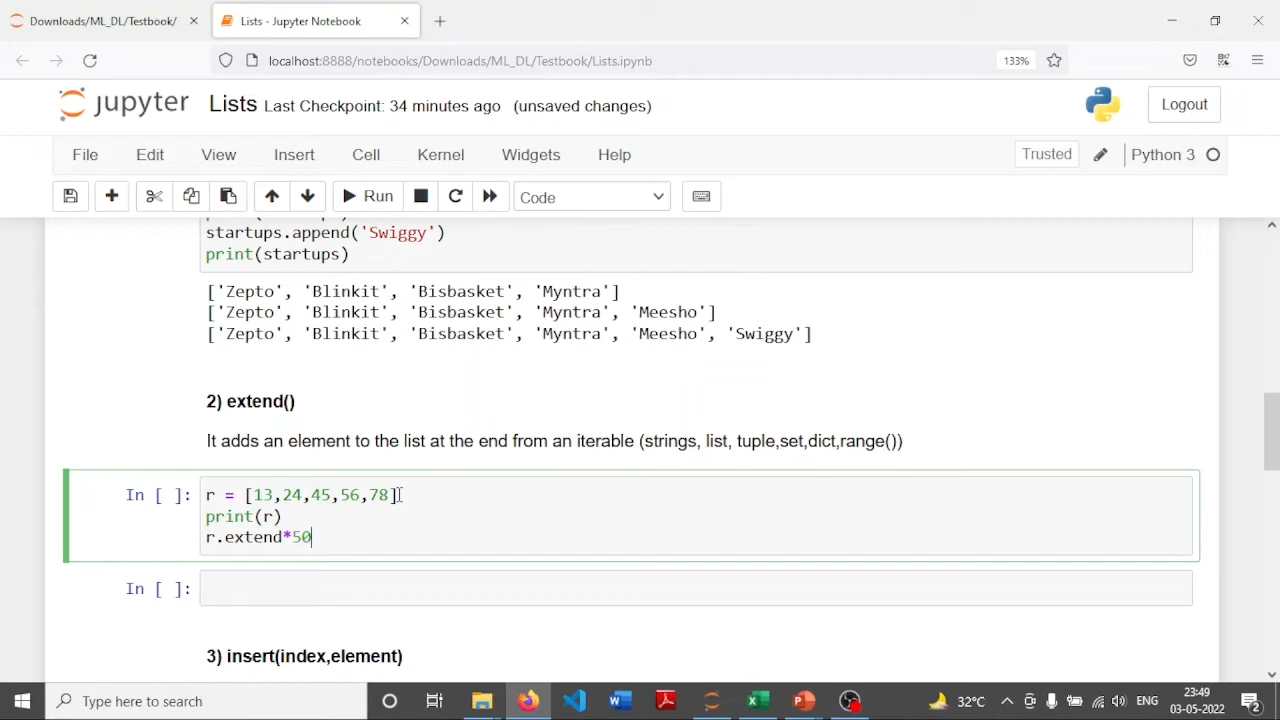 Downloads/ML_DL/Testbook/
Lists - Jupyter Notebook
localhost:8888/notebooks/Downloads/ML_DL/Testbook/Lists.ipynb
133%
jupyter Lists Last Checkpoint: 34 minutes ago (unsaved changes)
Logout
File Edit View Insert Cell Kernel Widgets Help
Trusted
Python 3
Run
Code
startups.append('Swiggy')
print(startups)
['Zepto', 'Blinkit', 'Bisbasket', 'Myntra']
['Zepto', 'Blinkit', 'Bisbasket', 'Myntra', 'Meesho']
['Zepto', 'Blinkit', 'Bisbasket', 'Myntra', 'Meesho', 'Swiggy']
2) extend()
It adds an element to the list at the end from an iterable (strings, list, tuple,set,dict,range())
In [ ]: r = [13,24,45,56,78]
print(r)
r.extend*50
In [ ]:
3) insert(index,element)
Type here to search
32°C
ENG
23:49
03-05-2022
2